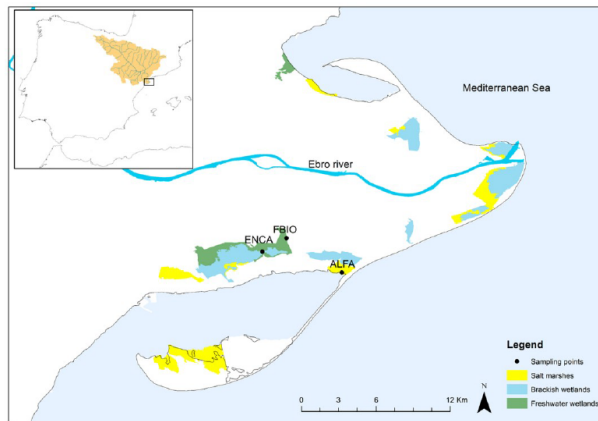 Mediterranean Sea
Ebro river
FBIO
ENCA
ALFA
Legend
Sampling points
Salt marshes
Brackish wetlands
Freshwater wetlands
N
0 3 6 12 Km